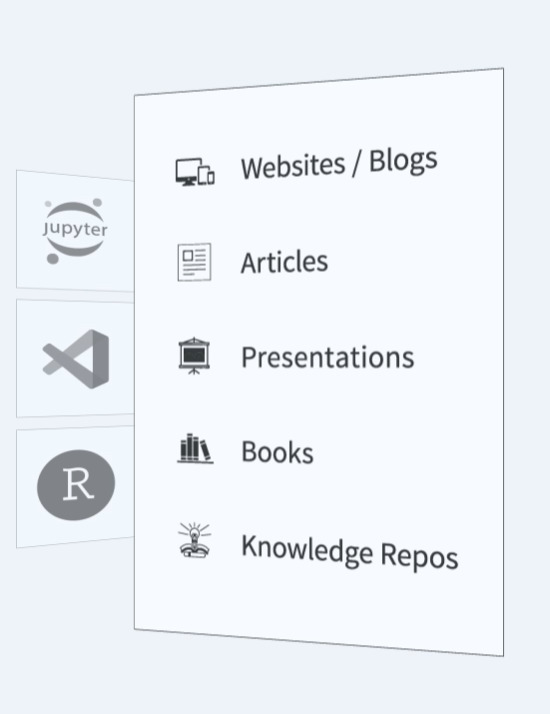 Jupyter
R
Websites / Blogs
Articles
Presentations
Books
Knowledge Repos